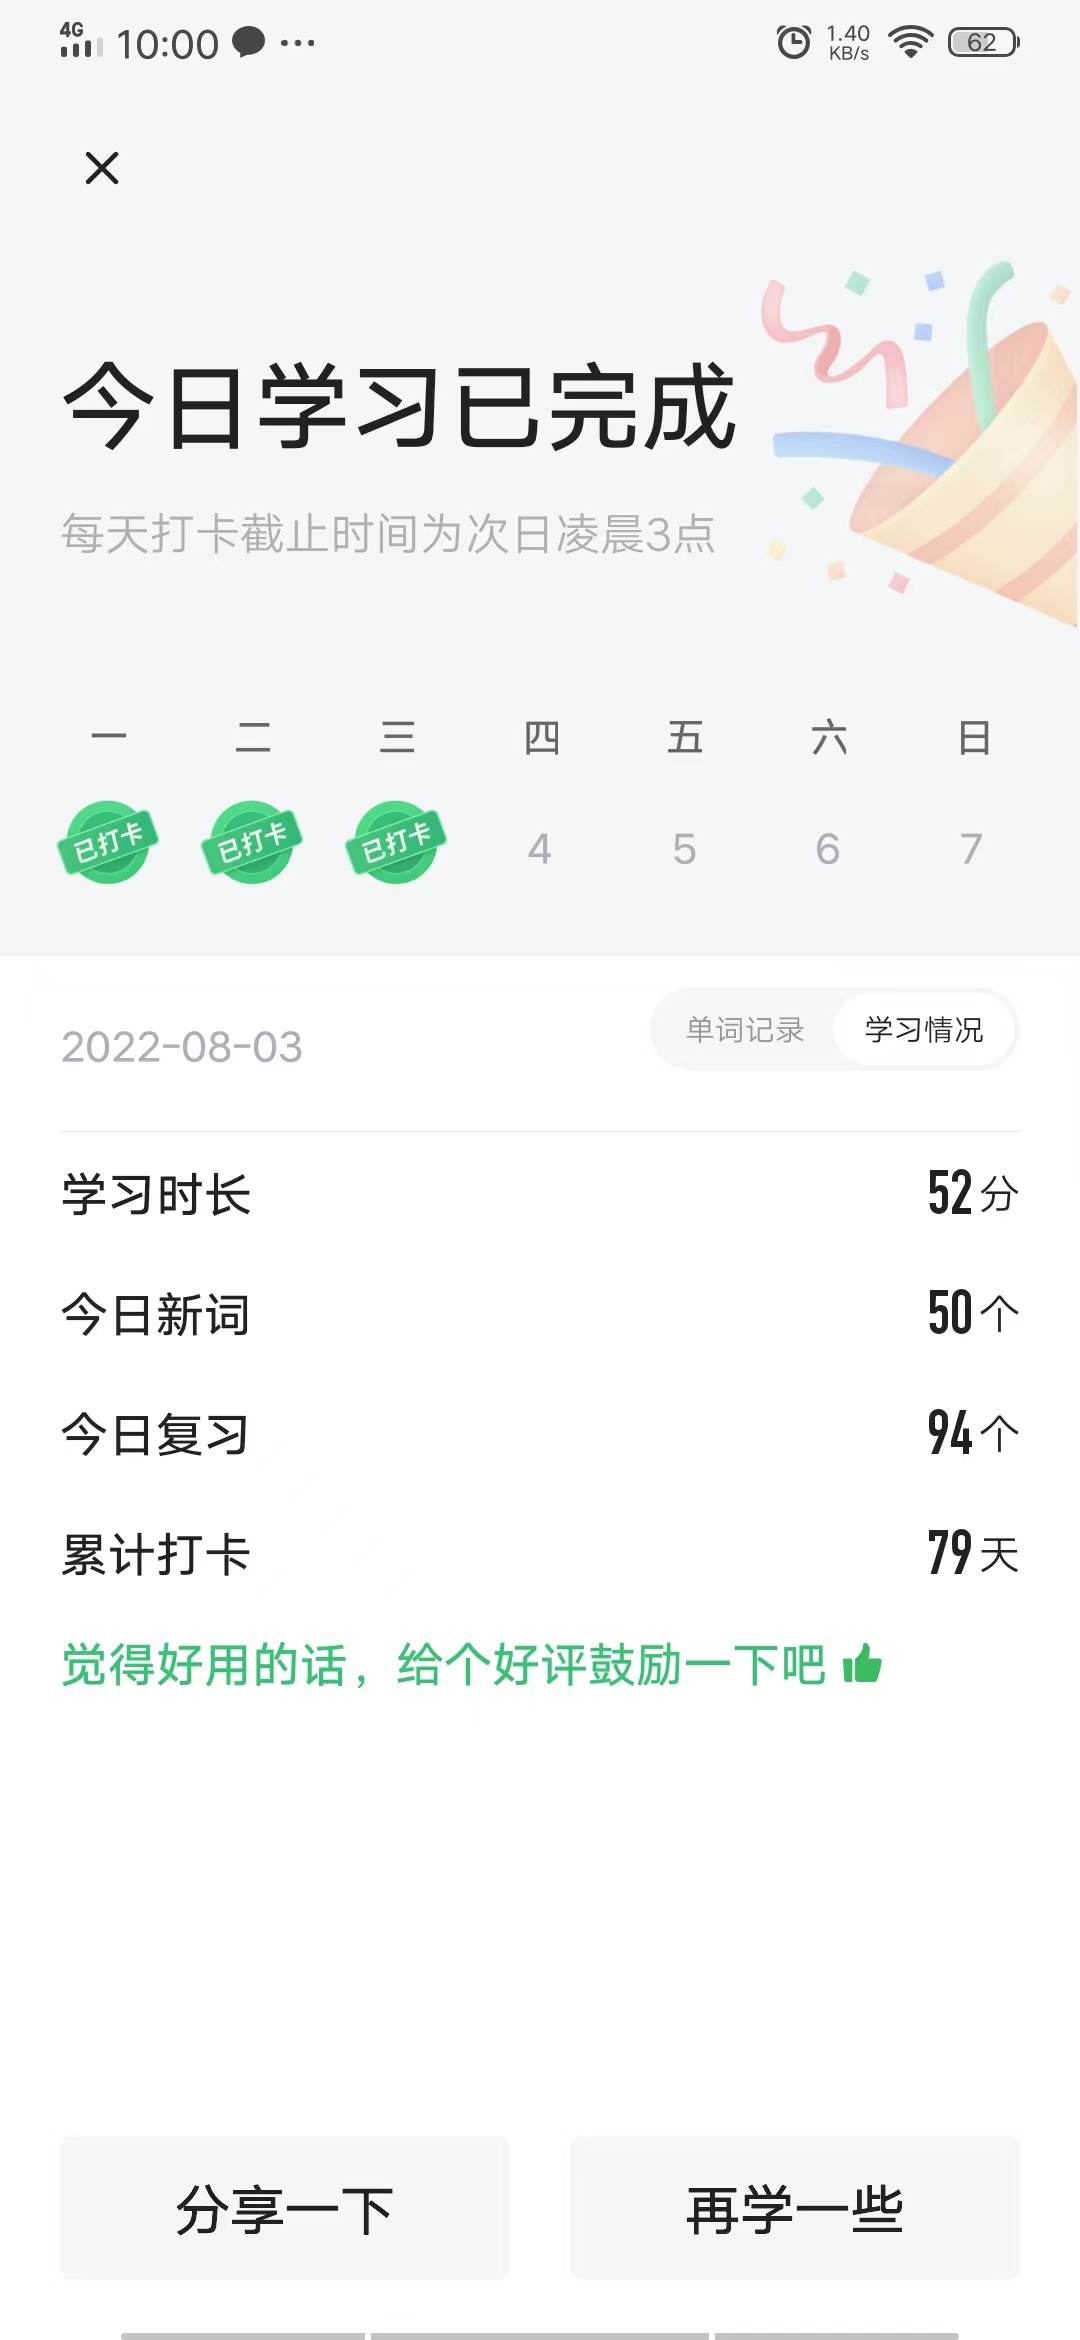 4G 10:00 ... 1.40 KB/s 62
今日学习已完成
每天打卡截止时间为次日凌晨3点
一 二 三 四 五 六 日
已打卡 已打卡 已打卡 4 5 6 7
2022-08-03 单词记录 学习情况
学习时长 52分
今日新词 50个
今日复习 94个
累计打卡 79天
觉得好用的话，给个好评鼓励一下吧
分享一下 再学一些